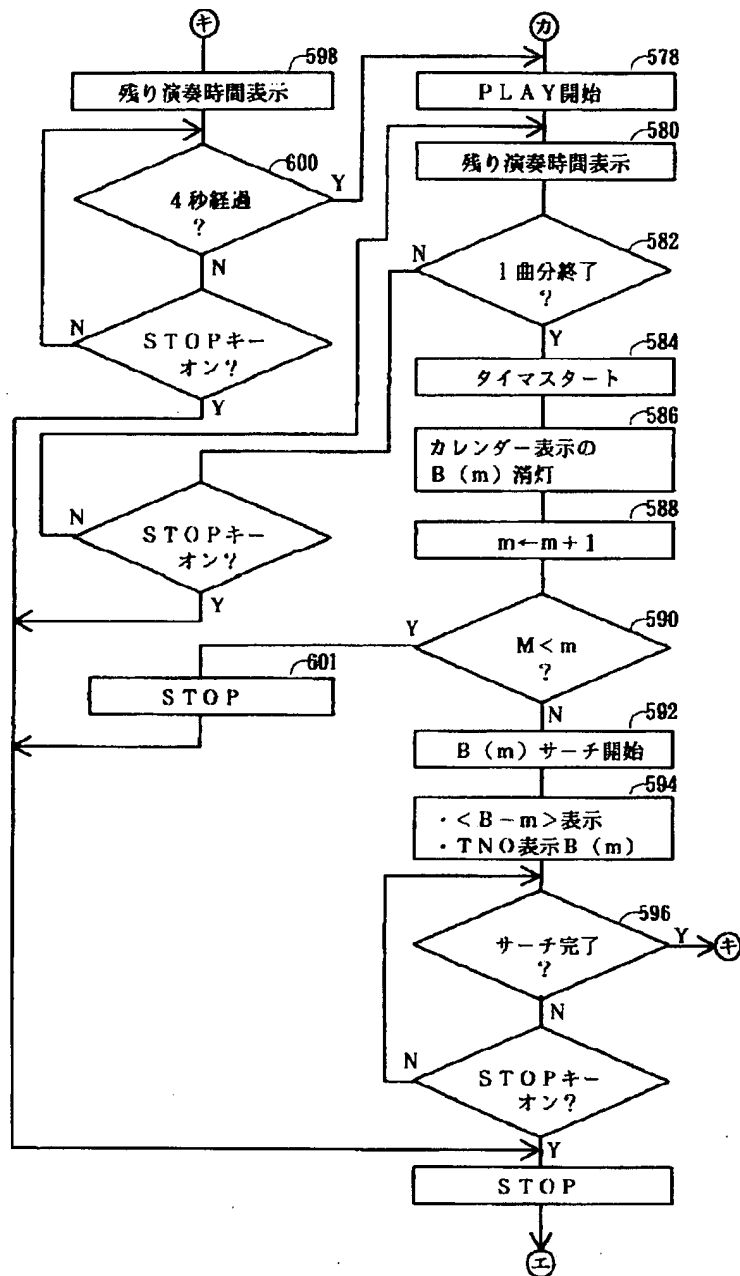 キ
598
残り演奏時間表示
600
4秒経過
?
Y
N
STOPキー
オン?
N
Y
STOPキー
オン?
N
Y
601
STOP
カ
578
PLAY開始
580
残り演奏時間表示
582
1曲分終了
?
N
Y
584
タイマスタート
586
カレンダー表示の
B(m)消灯
588
m←m+1
590
M<m
?
Y
N
592
B(m)サーチ開始
594
・<B-m>表示
・TNO表示B(m)
596
サーチ完了
?
Y
キ
N
STOPキー
オン?
N
Y
STOP
エ